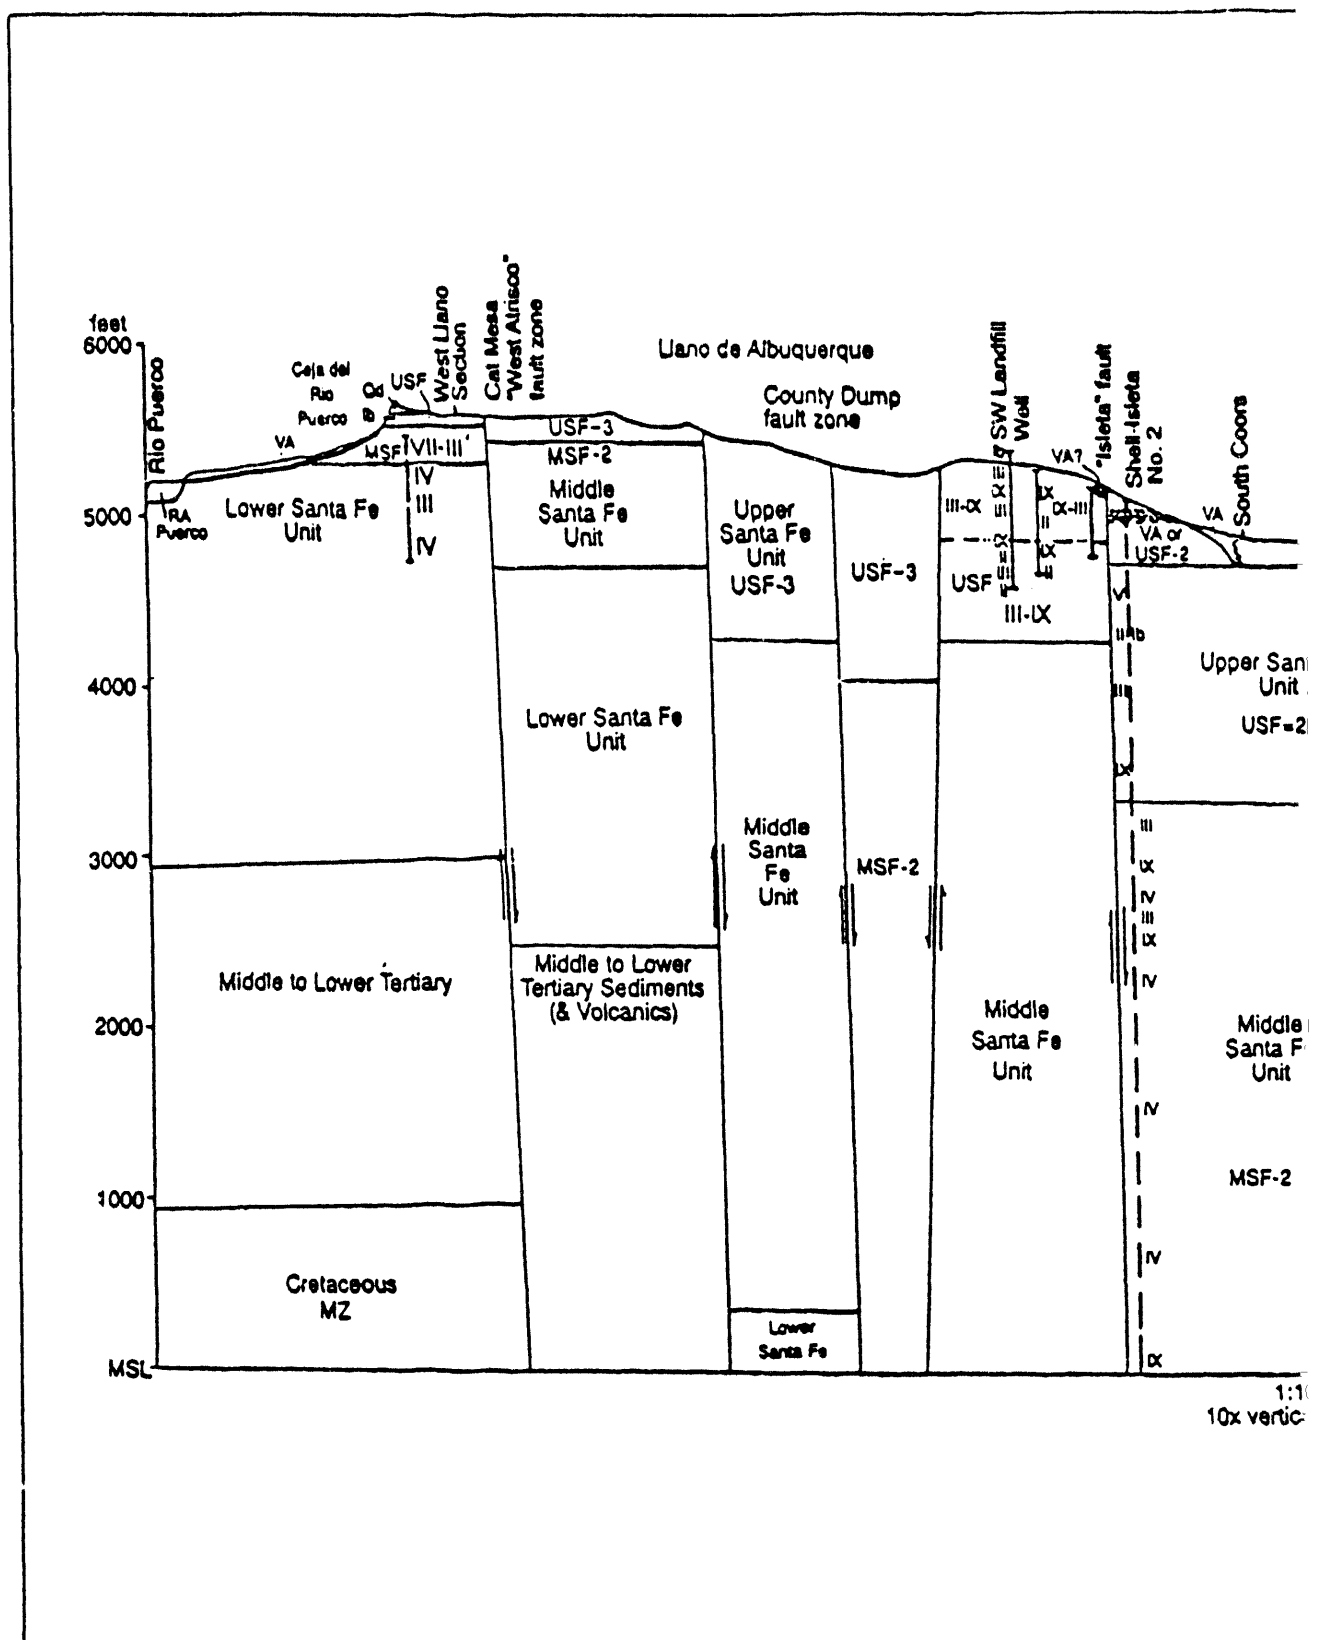 feet
6000
5000
4000
3000
2000
1000
MSL
Rio Puerco
Ceja del
Rio
Puerco
Qd
USF
West Llano
Section
Cat Mesa
"West Atrisco"
fault zone
Llano de Albuquerque
County Dump
fault zone
SW Landfill
Well
"Isleta" fault
Shell-Isleta
No. 2
South Coors
VA
MSF
VII-III
IV
III
IV
RA
Puerco
Lower Santa Fe
Unit
USF-3
MSF-2
Middle
Santa Fe
Unit
Upper
Santa Fe
Unit
USF-3
USF-3
III-IX
USF
III-IX
VA?
IX-III
VA
VA or
USF-2
V
III
IX
Upper San
Unit
USF=2
Lower Santa Fe
Unit
Middle
Santa
Fe
Unit
MSF-2
III
IX
IV
III
IX
IV
Middle to Lower Tertiary
Middle to Lower
Tertiary Sediments
(& Volcanics)
Middle
Santa Fe
Unit
Middle
Santa F
Unit
IV
MSF-2
IV
IX
Cretaceous
MZ
Lower
Santa Fe
1:1
10x vertic